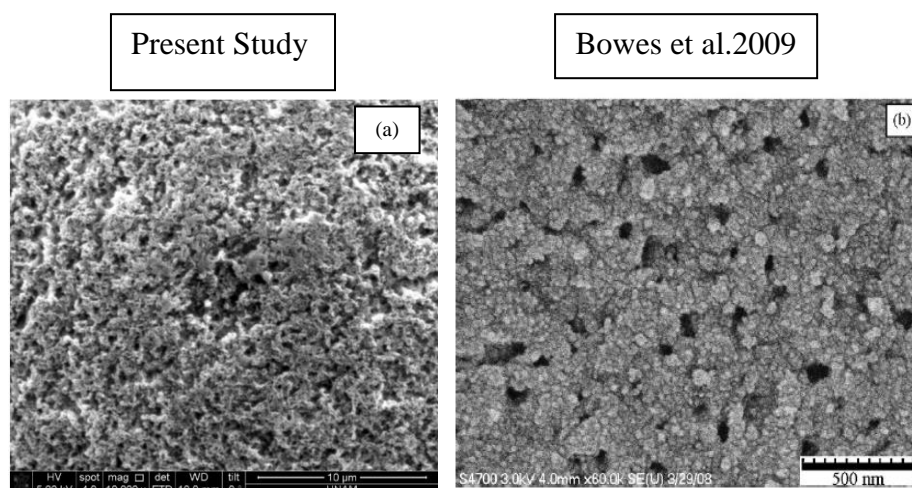 Present Study
Bowes et al.2009
(a)
(b)
HV spot mag det WD tilt
10 µm
S4700 3.0kV 4.0mm x60.0k SE(U) 3/29/08
500 nm